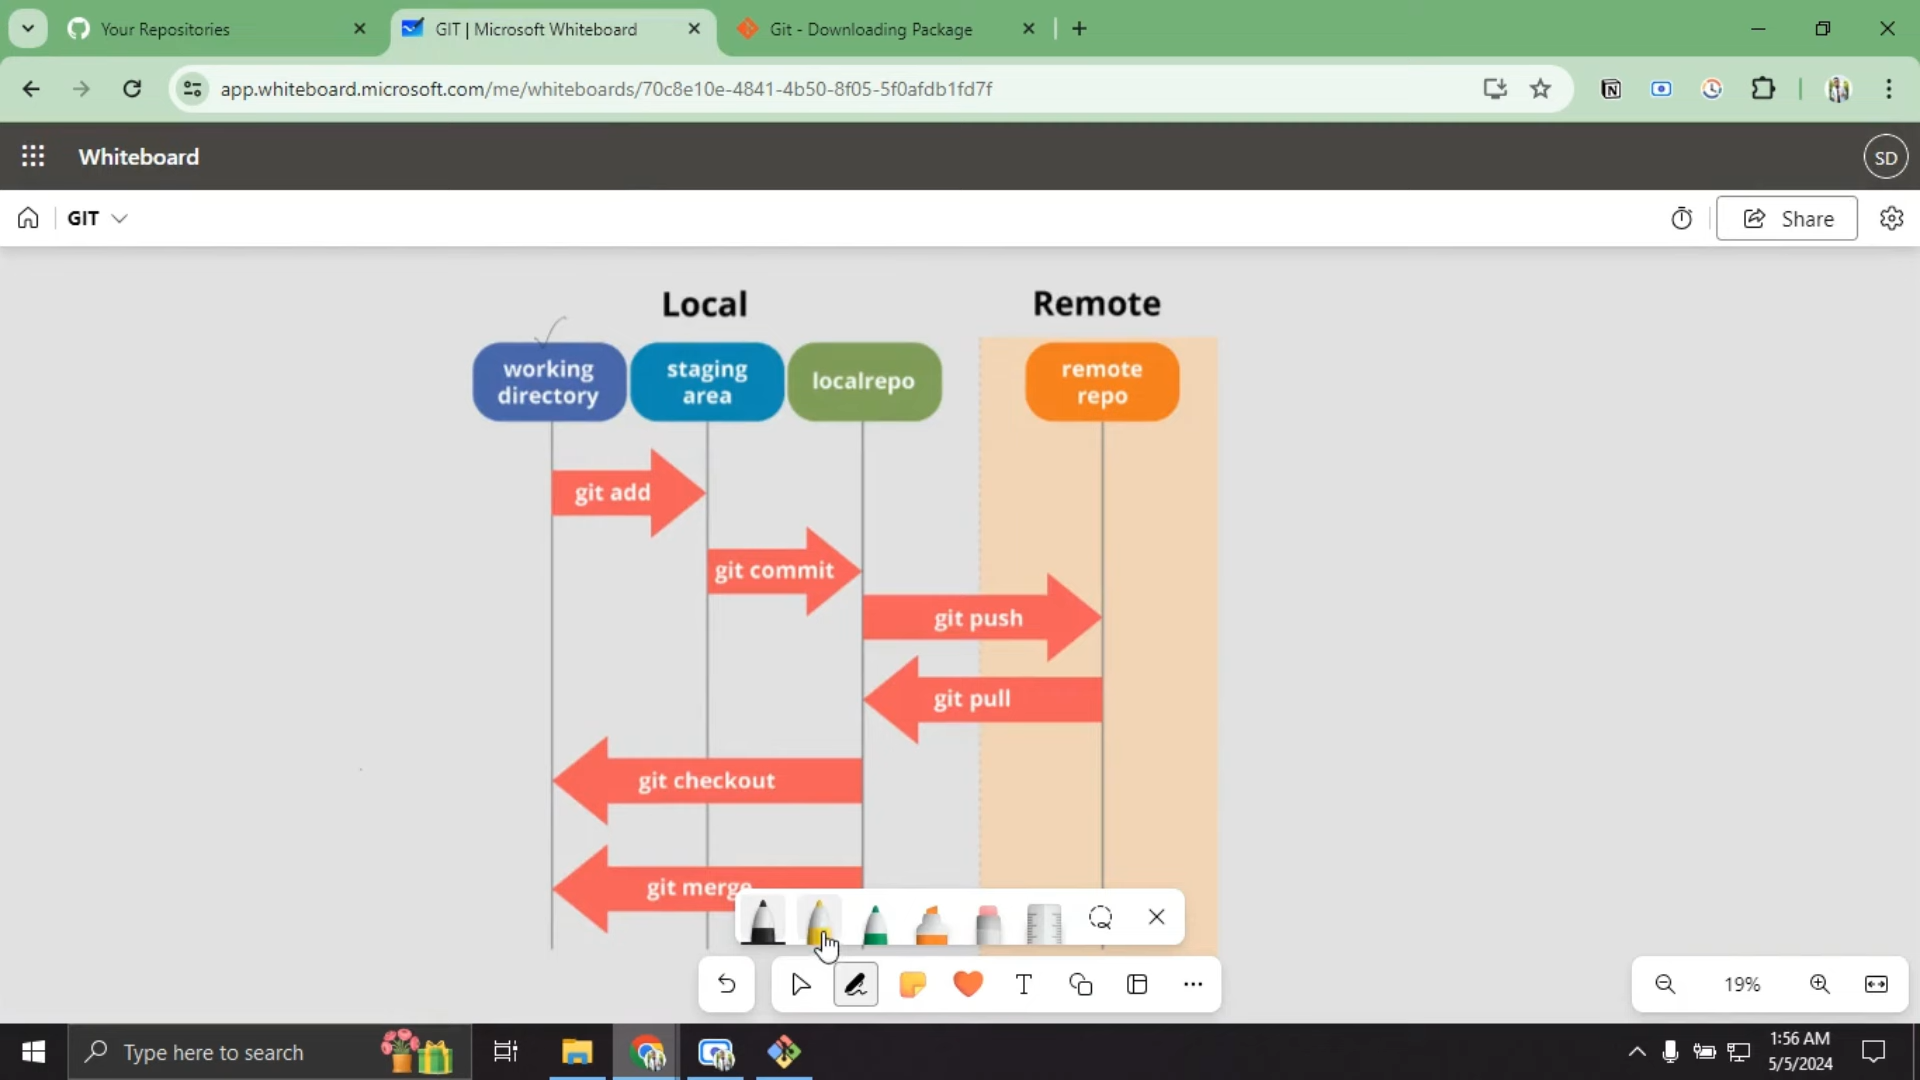 Your Repositories
GIT | Microsoft Whiteboard
Git - Downloading Package
app.whiteboard.microsoft.com/me/whiteboards/70c8e10e-4841-4b50-8f05-5f0afdb1fd7f
Whiteboard
SD
GIT
Share
Local
Remote
working
directory
staging
area
localrepo
remote
repo
git add
git commit
git push
git pull
git checkout
git merge
19%
Type here to search
1:56 AM
5/5/2024